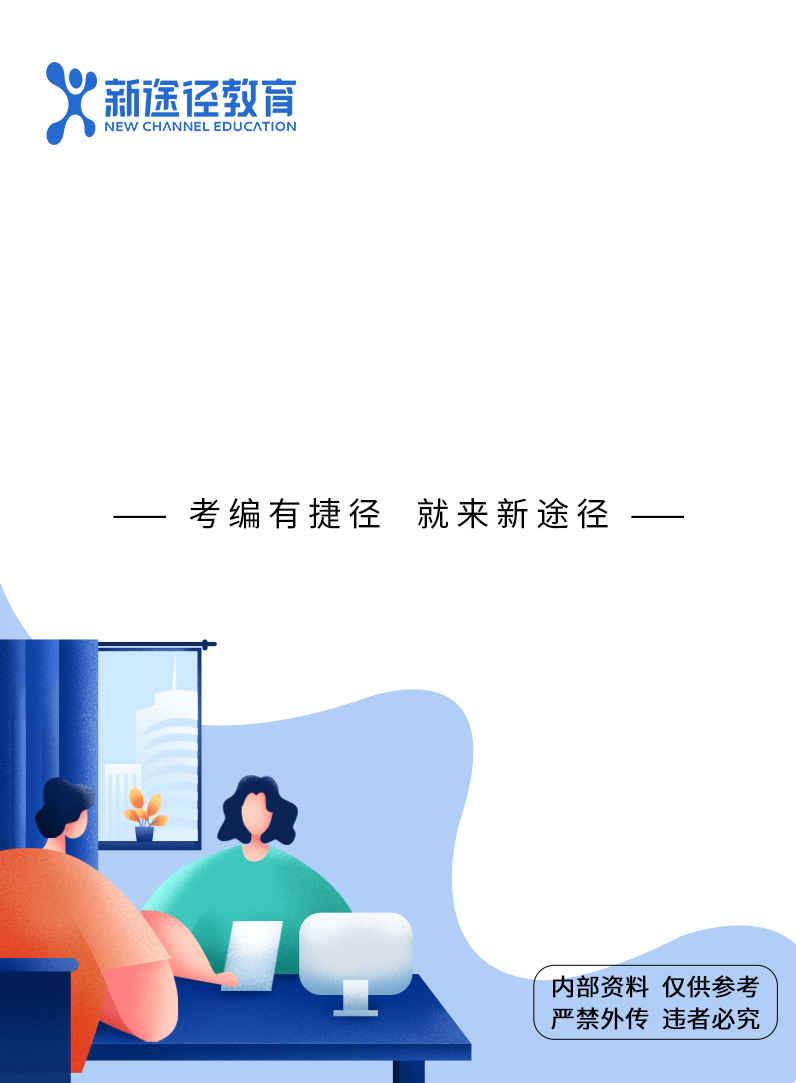 新途径教育
NEW CHANNEL EDUCATION
—— 考编有捷径 就来新途径 ——
内部资料 仅供参考
严禁外传 违者必究